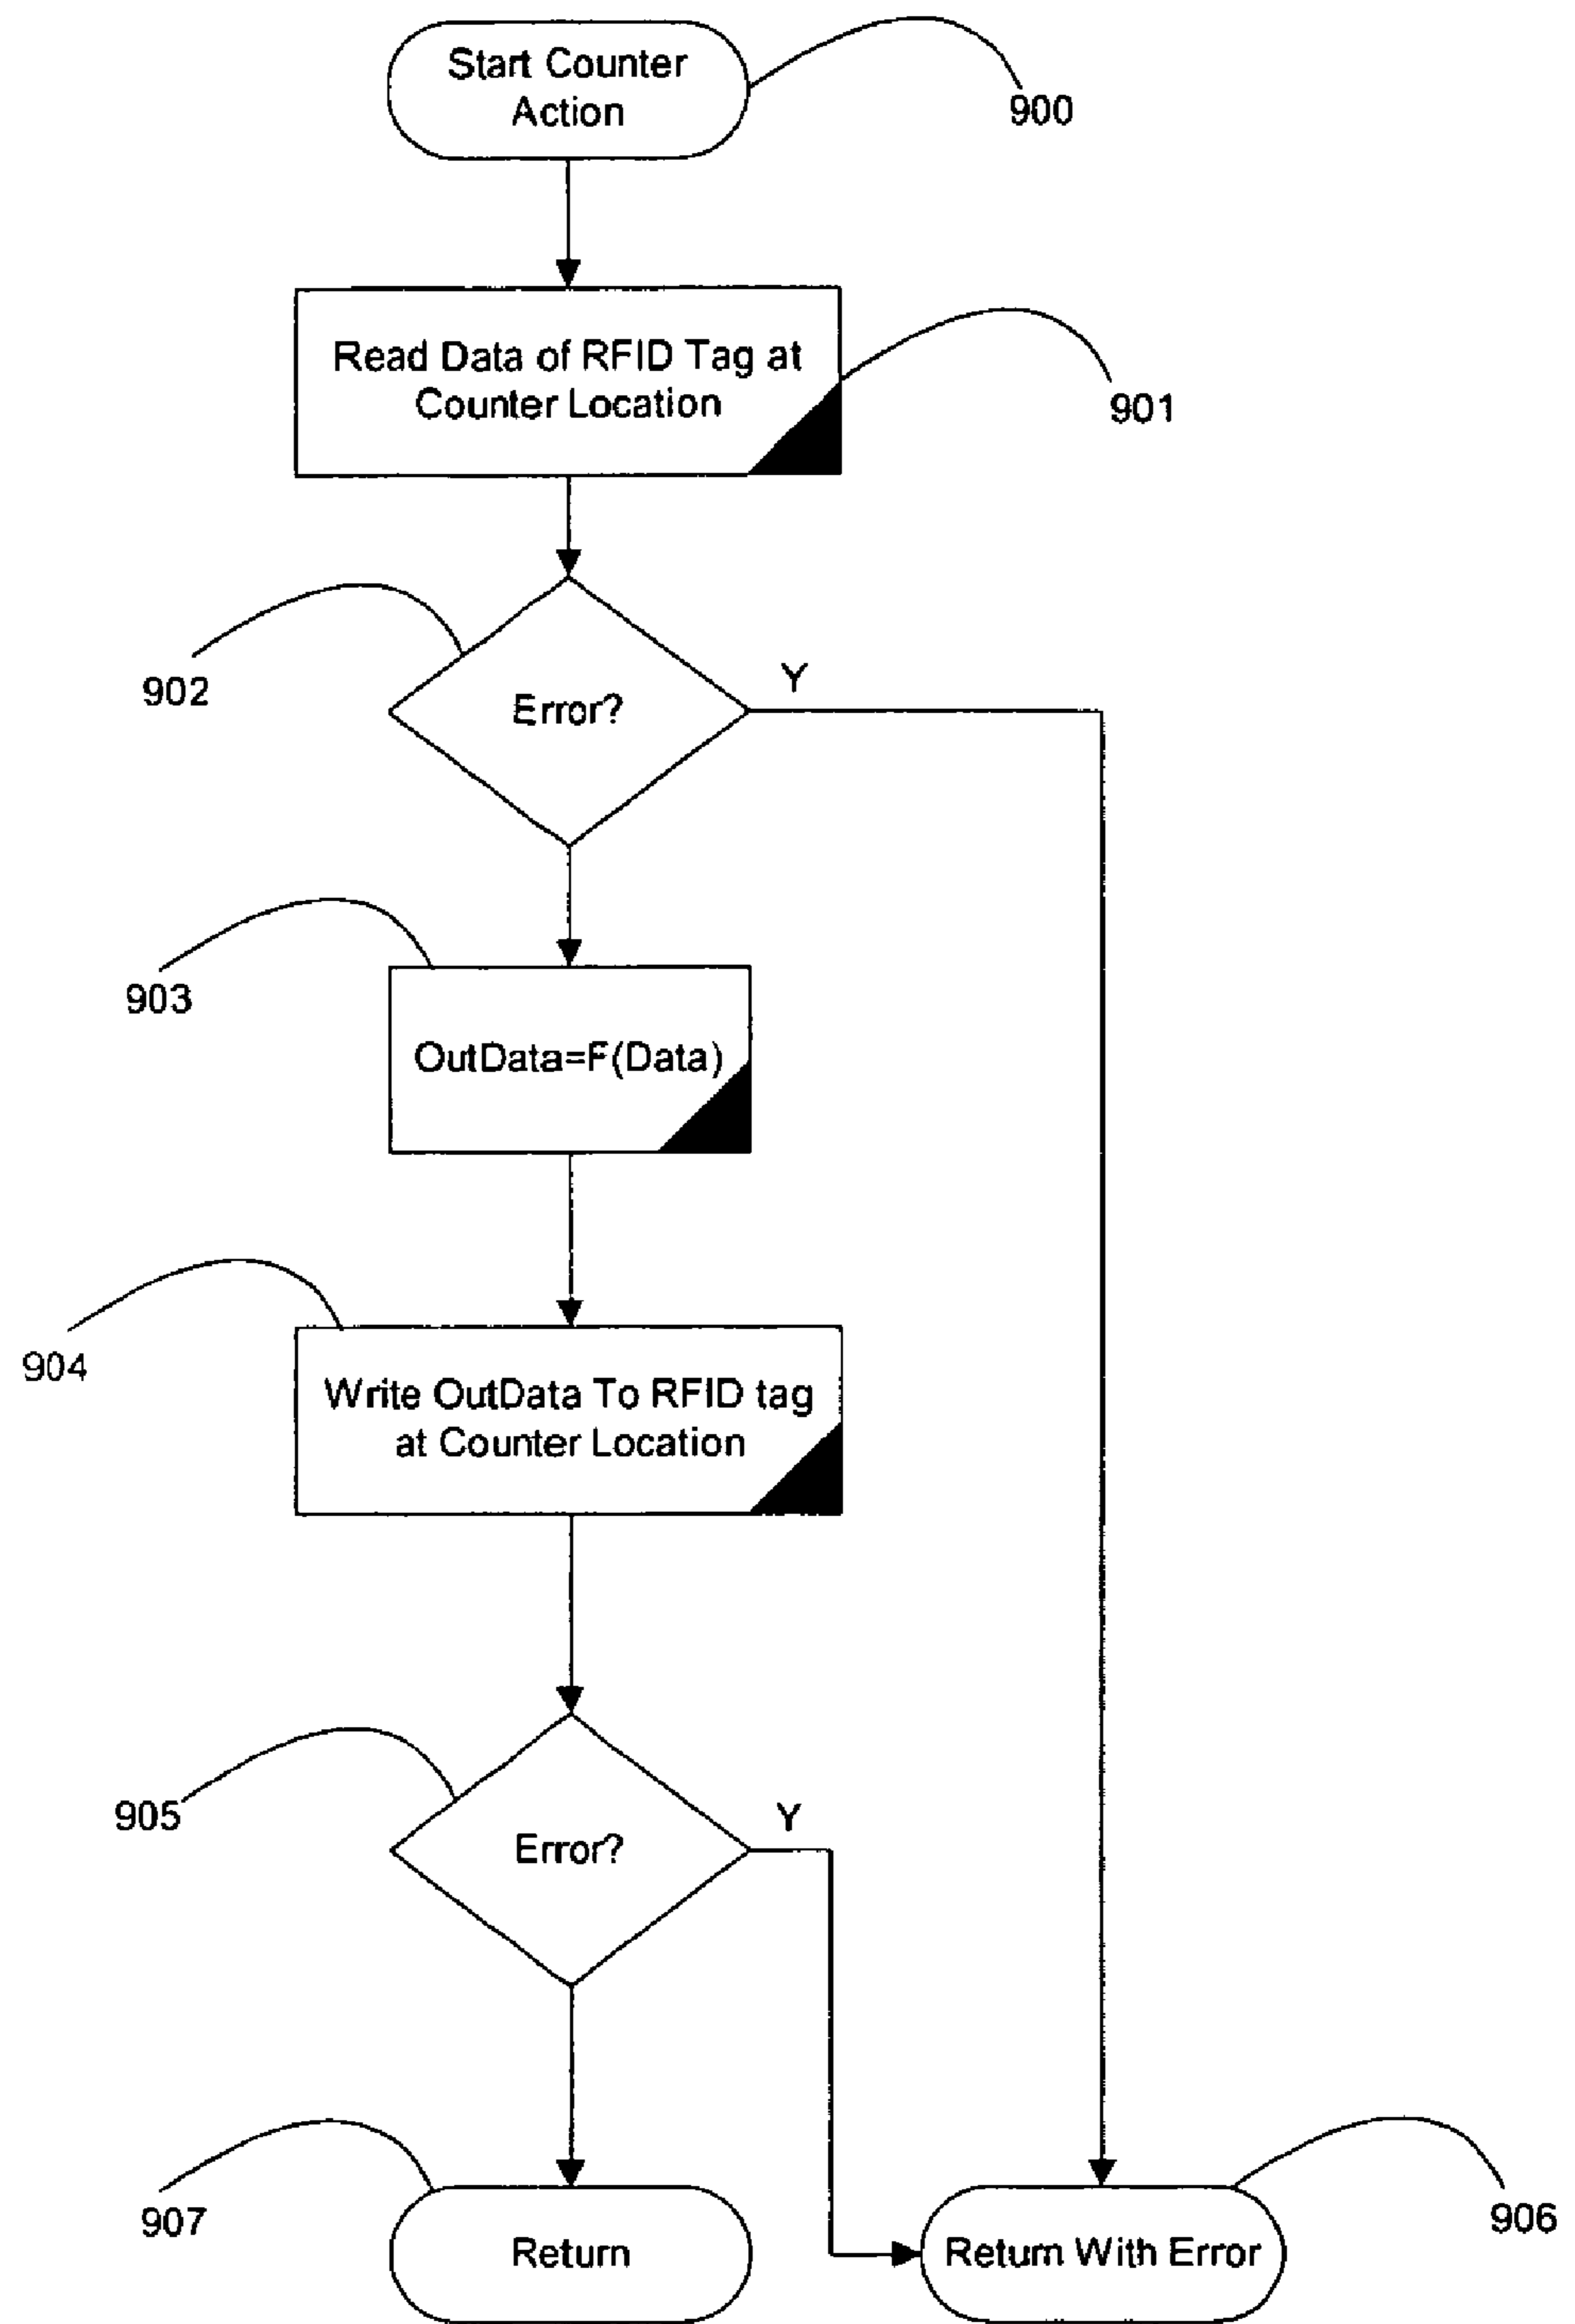 Start Counter
Action
900
Read Data of RFID Tag at
Counter Location
901
902
Error?
Y
903
OutData=F(Data)
904
Write OutData To RFID tag
at Counter Location
905
Error?
Y
907
Return
Return With Error
906